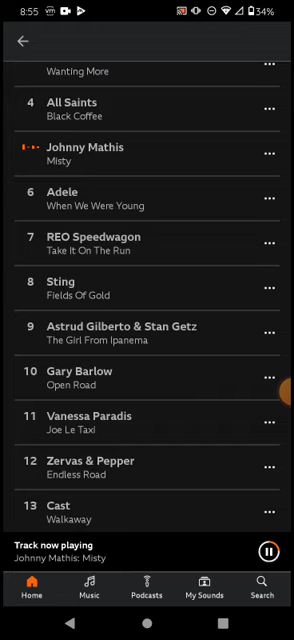 8:55
34%
Wanting More
4 All Saints
Black Coffee
Johnny Mathis
Misty
6 Adele
When We Were Young
7 REO Speedwagon
Take It On The Run
8 Sting
Fields Of Gold
9 Astrud Gilberto & Stan Getz
The Girl From Ipanema
10 Gary Barlow
Open Road
11 Vanessa Paradis
Joe Le Taxi
12 Zervas & Pepper
Endless Road
13 Cast
Walkaway
Track now playing
Johnny Mathis: Misty
Home Music Podcasts My Sounds Search